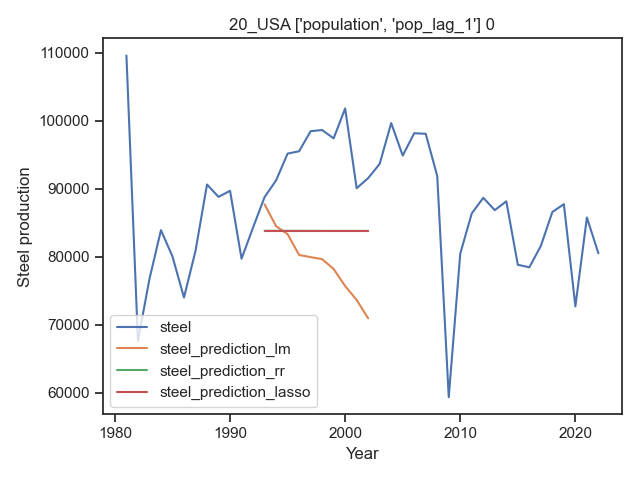 20_USA ['population', 'pop_lag_1'] 0
110000
100000
90000
80000
70000
60000
Steel production
steel
steel_prediction_lm
steel_prediction_rr
steel_prediction_lasso
1980
1990
2000
2010
2020
Year